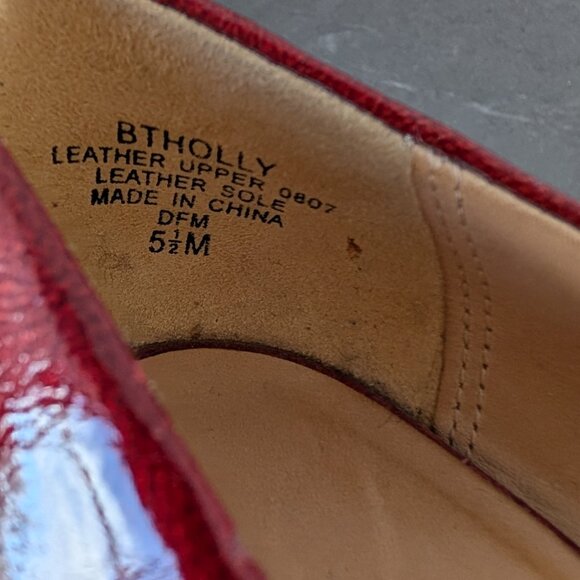 BTHOLLY
LEATHER UPPER 0807
LEATHER SOLE
MADE IN CHINA
DFM
5½M